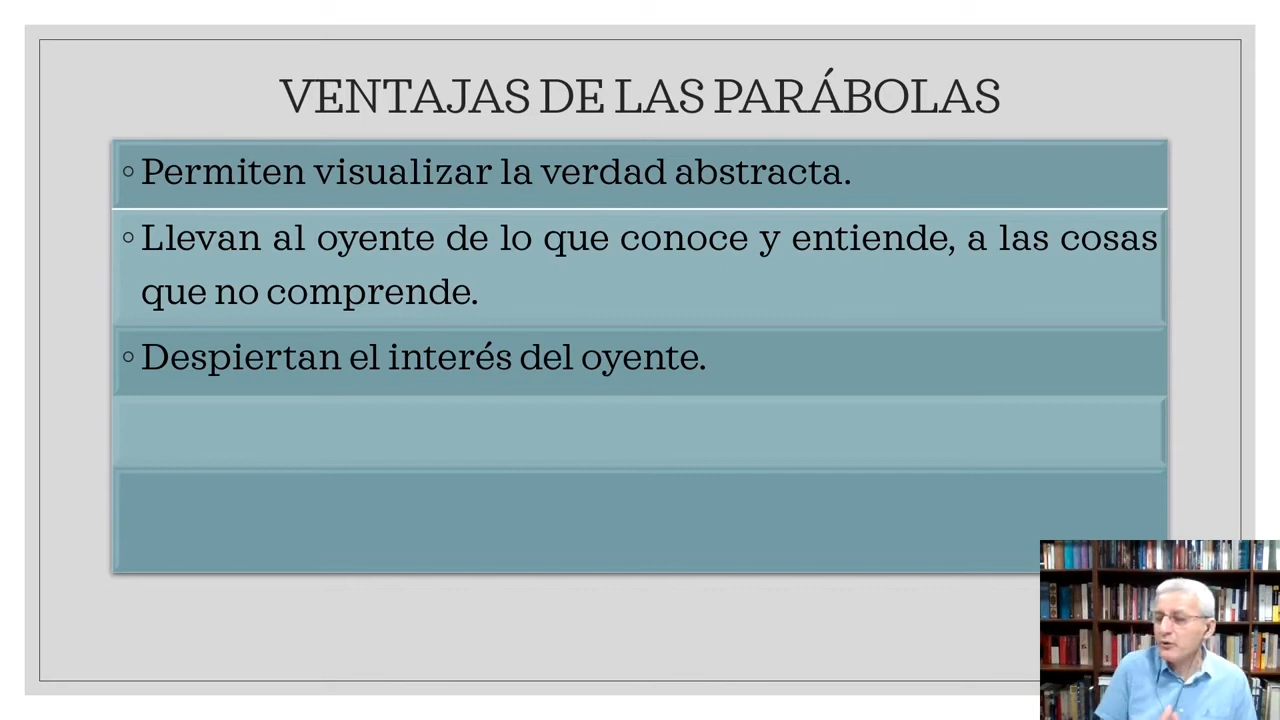 VENTAJAS DE LAS PARÁBOLAS
◦Permiten visualizar la verdad abstracta.
◦Llevan al oyente de lo que conoce y entiende, a las cosas
que no comprende.
◦Despiertan el interés del oyente.